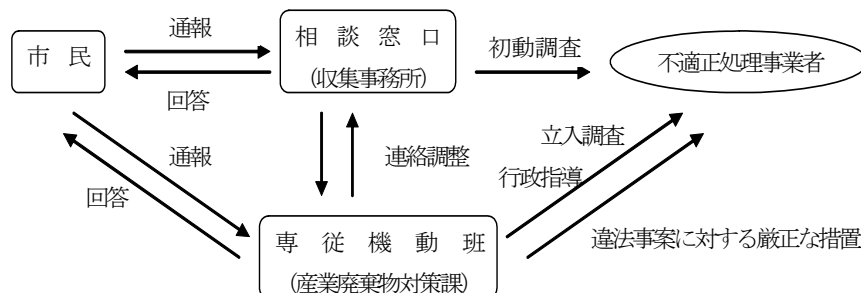 通報
市　民
相　談　窓　口
(収集事務所)
初動調査
不適正処理事業者
回答
通報
連絡調整
立入調査
行政指導
回答
専　従　機　動　班
(産業廃棄物対策課)
違法事案に対する厳正な措置